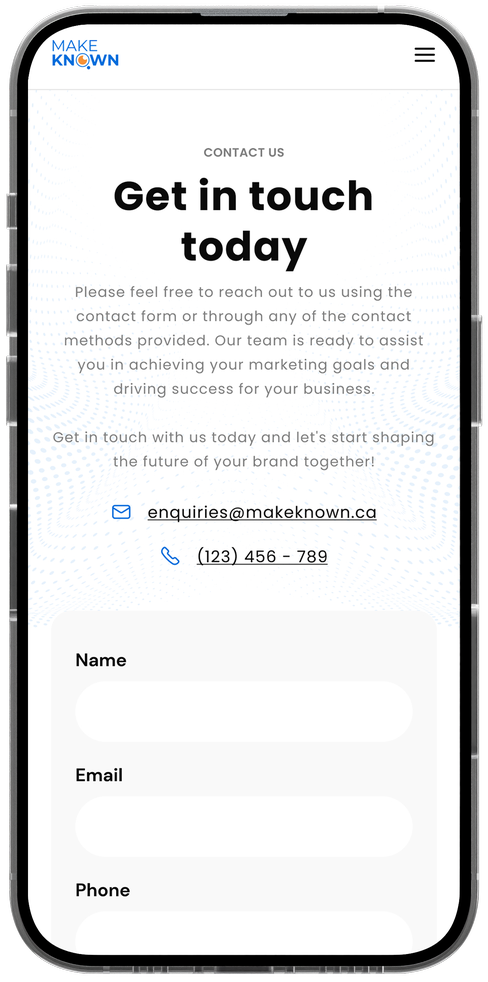 MAKE
KNOWN
CONTACT US
Get in touch
today
Please feel free to reach out to us using the
contact form or through any of the contact
methods provided. Our team is ready to assist
you in achieving your marketing goals and
driving success for your business.
Get in touch with us today and let's start shaping
the future of your brand together!
enquiries@makeknown.ca
(123) 456 - 789
Name
Email
Phone